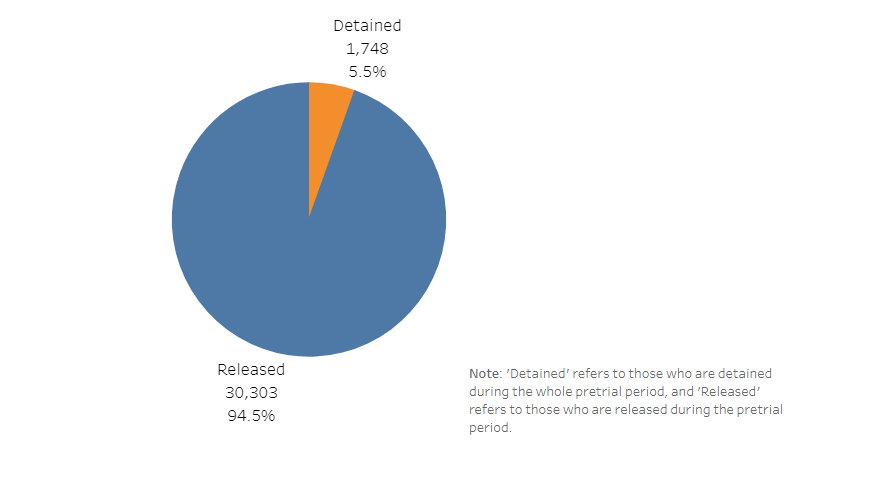 Detained
1,748
5.5%
Released
30,303
94.5%
Note: 'Detained' refers to those who are detained
during the whole pretrial period, and 'Released'
refers to those who are released during the pretrial
period.